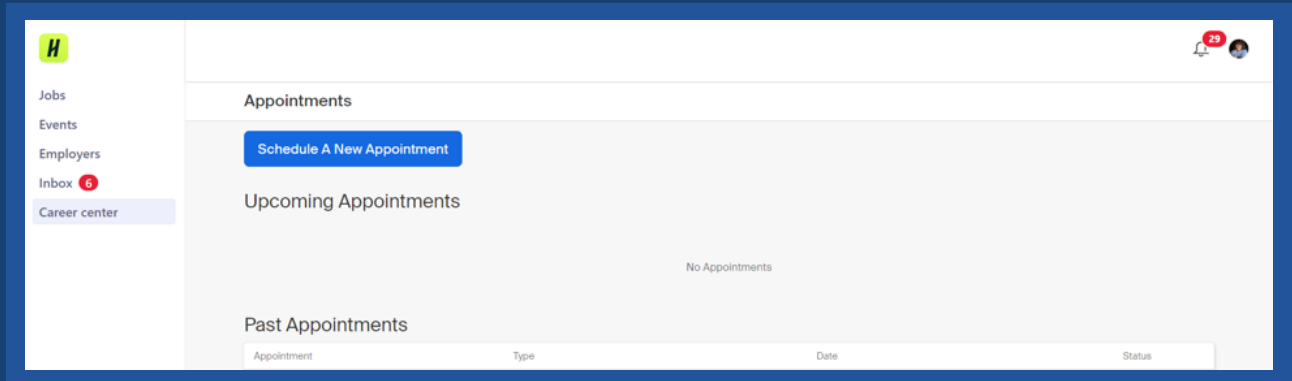 H
29
Jobs
Events
Employers
Inbox 6
Career center
Appointments
Schedule A New Appointment
Upcoming Appointments
No Appointments
Past Appointments
Appointment Type Date Status